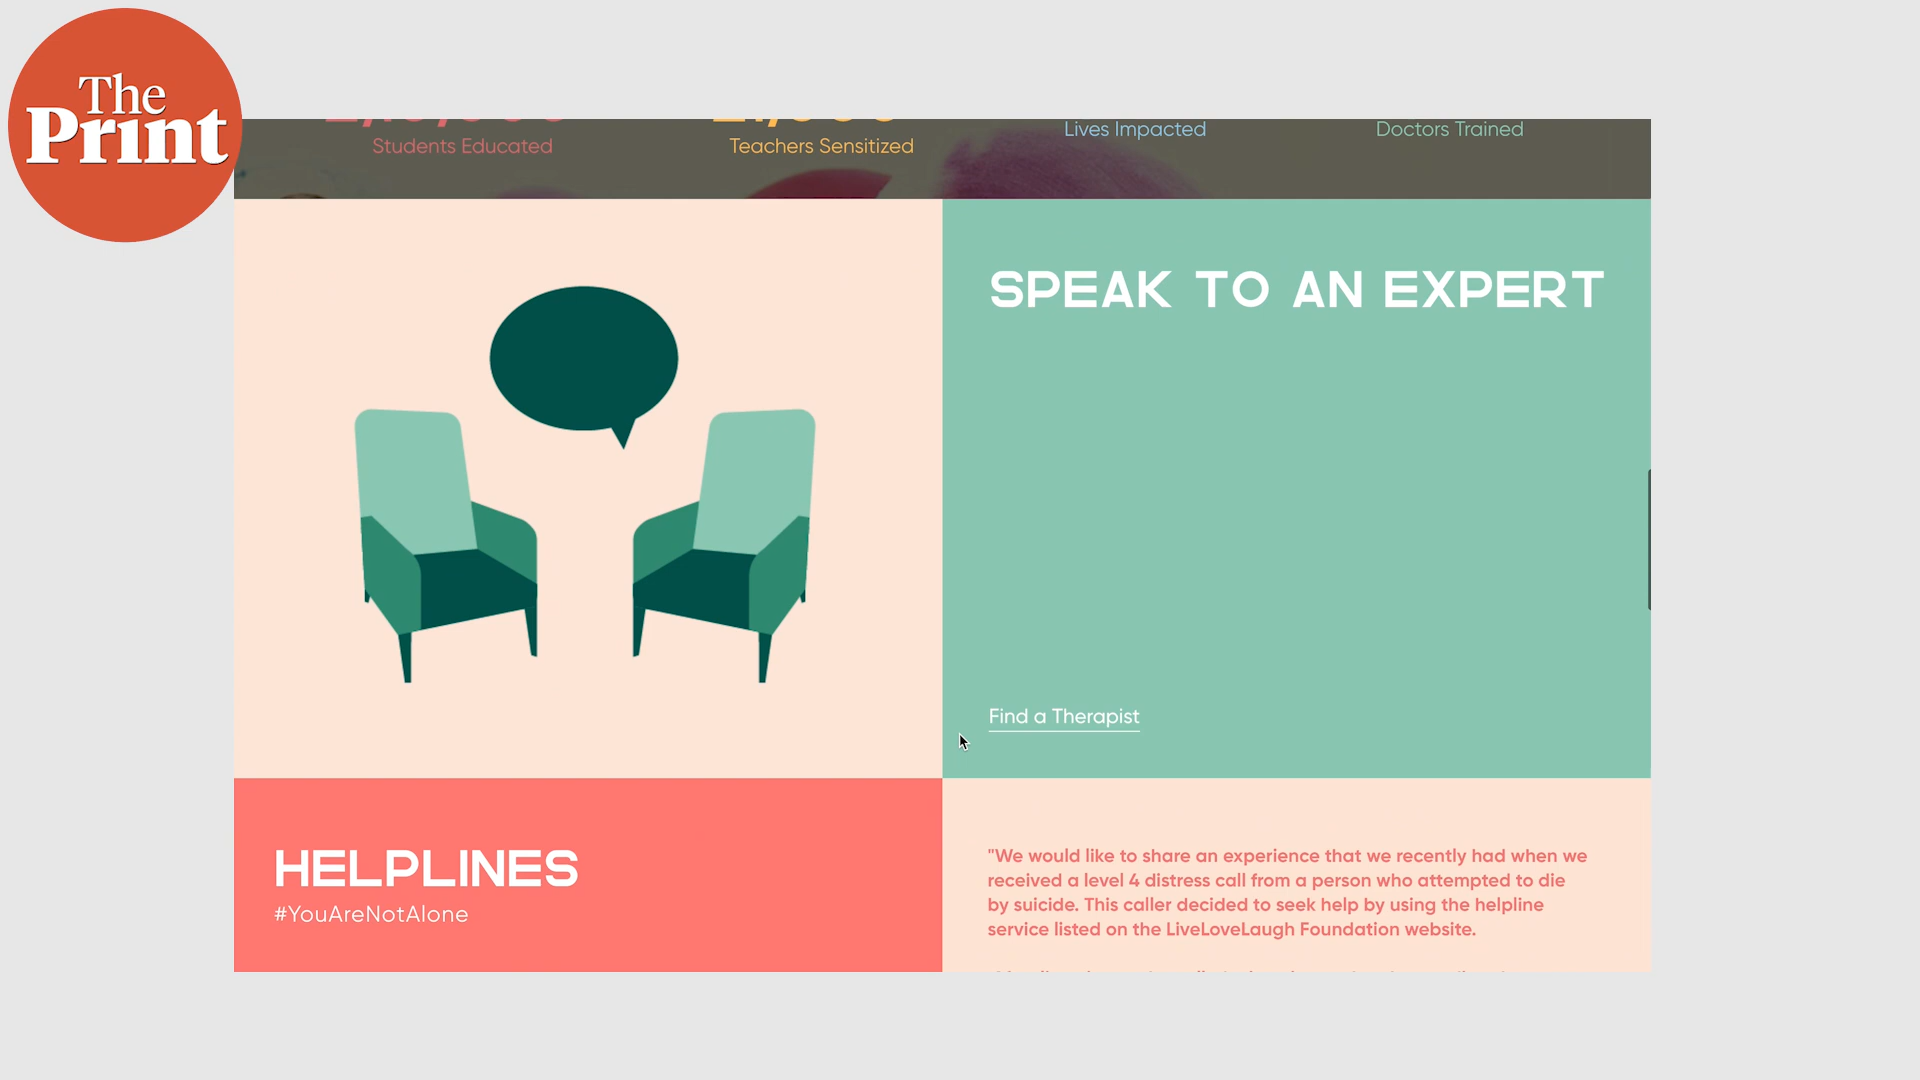 The
Print
Students Educated
Teachers Sensitized
Lives Impacted
Doctors Trained
SPEAK TO AN EXPERT
Find a Therapist
HELPLINES
#YouAreNotAlone
"We would like to share an experience that we recently had when we
received a level 4 distress call from a person who attempted to die
by suicide. This caller decided to seek help by using the helpline
service listed on the LiveLoveLaugh Foundation website.